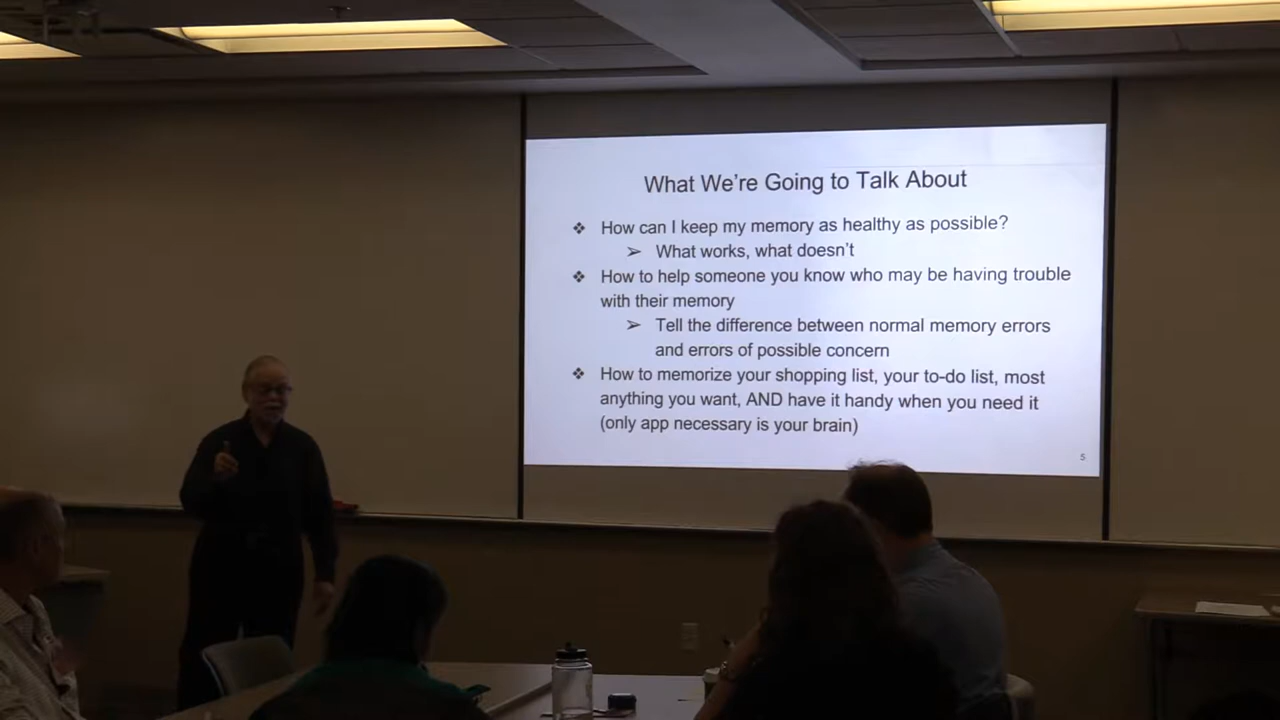 What We're Going to Talk About
❖ How can I keep my memory as healthy as possible?
➢ What works, what doesn't
❖ How to help someone you know who may be having trouble
with their memory
➢ Tell the difference between normal memory errors
and errors of possible concern
❖ How to memorize your shopping list, your to-do list, most
anything you want, AND have it handy when you need it
(only app necessary is your brain)
5